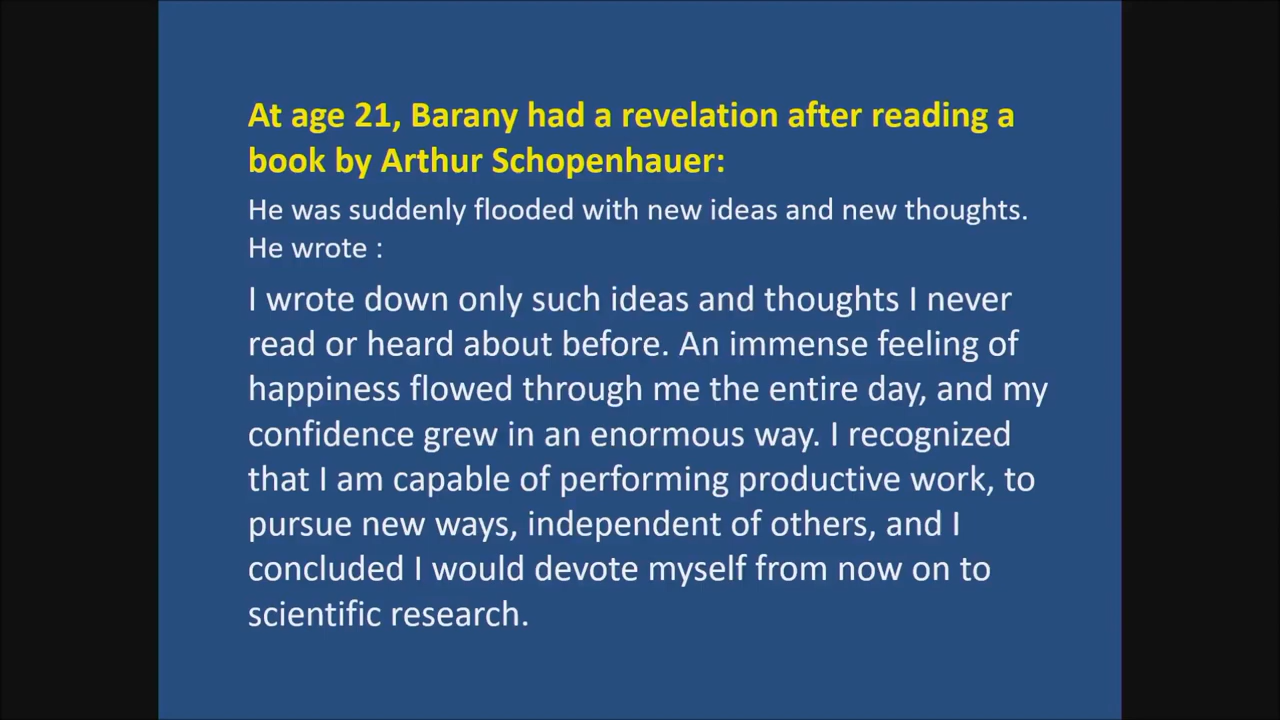 At age 21, Barany had a revelation after reading a
book by Arthur Schopenhauer:
He was suddenly flooded with new ideas and new thoughts.
He wrote :
I wrote down only such ideas and thoughts I never
read or heard about before. An immense feeling of
happiness flowed through me the entire day, and my
confidence grew in an enormous way. I recognized
that I am capable of performing productive work, to
pursue new ways, independent of others, and I
concluded I would devote myself from now on to
scientific research.